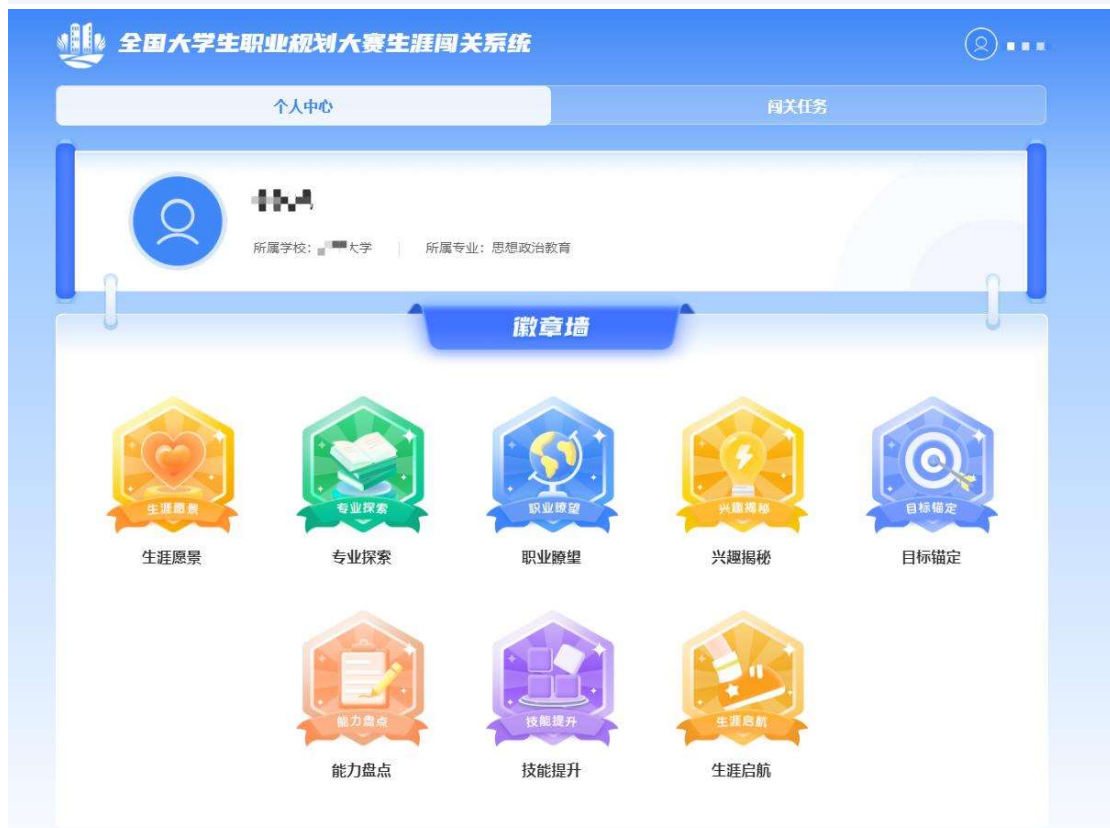 全国大学生职业规划大赛生涯闯关系统
个人中心 闯关任务
所属学校： 大学 所属专业：思想政治教育
徽章墙
生涯愿景 专业探索 职业瞭望 兴趣揭秘 目标锚定
生涯愿景 专业探索 职业瞭望 兴趣揭秘 目标锚定
能力盘点 技能提升 生涯启航
能力盘点 技能提升 生涯启航